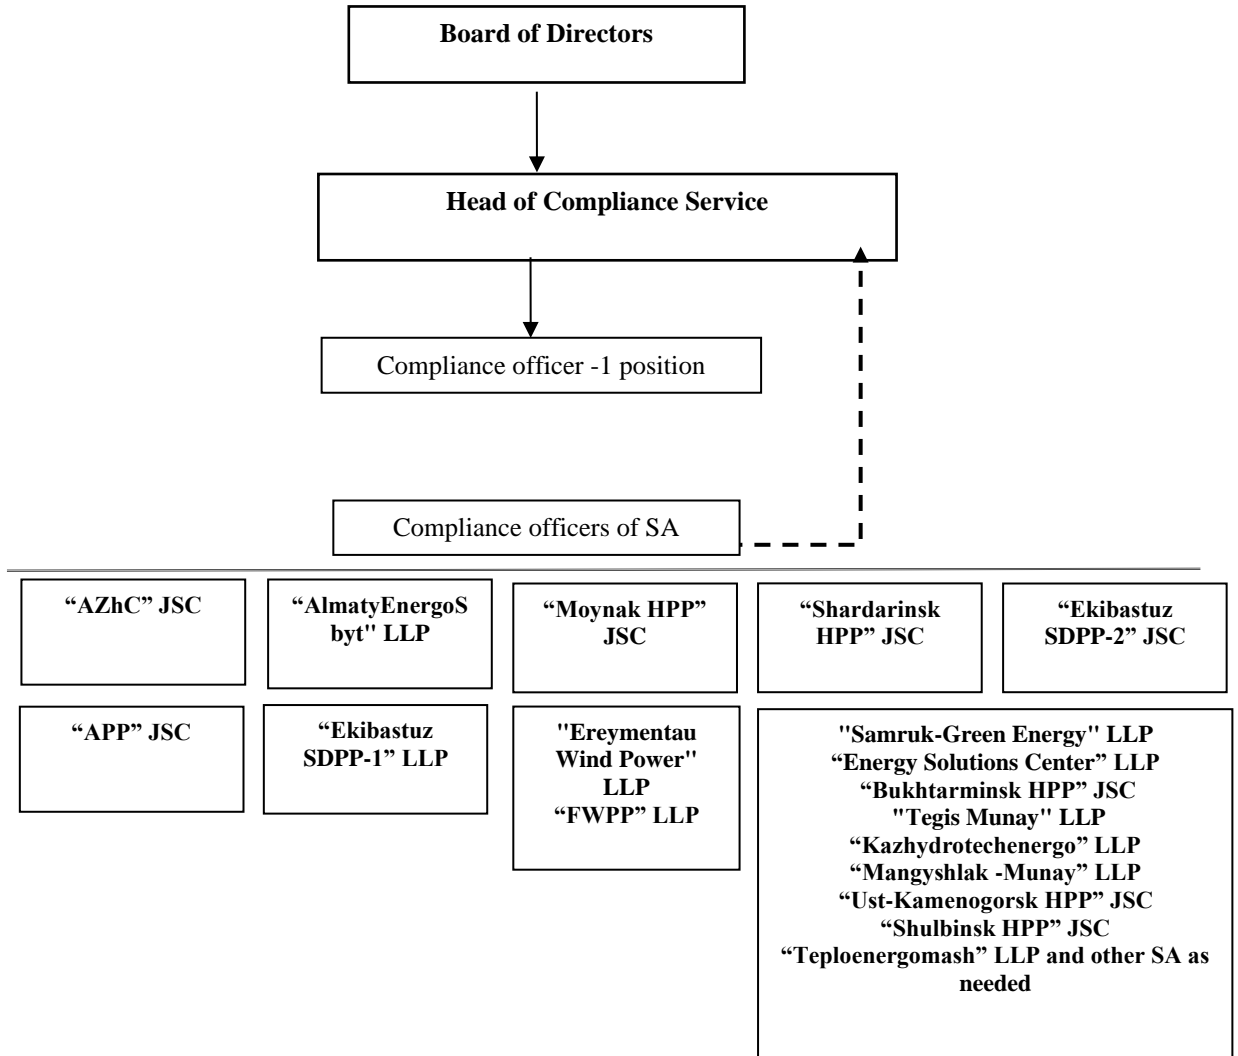 Board of Directors
Head of Compliance Service
Compliance officer -1 position
Compliance officers of SA
“AZhC” JSC
“AlmatyEnergoS
byt" LLP
“Moynak HPP”
JSC
“Shardarinsk
HPP” JSC
“Ekibastuz
SDPP-2” JSC
“APP” JSC
“Ekibastuz
SDPP-1” LLP
"Ereymentau
Wind Power"
LLP
“FWPP” LLP
"Samruk-Green Energy" LLP
“Energy Solutions Center” LLP
“Bukhtarminsk HPP” JSC
"Tegis Munay" LLP
“Kazhydrotechenergo” LLP
“Mangyshlak -Munay” LLP
“Ust-Kamenogorsk HPP” JSC
“Shulbinsk HPP” JSC
“Teploenergomash” LLP and other SA as
needed